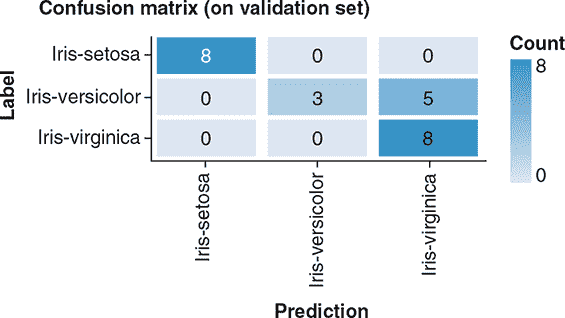 Confusion matrix (on validation set)
Label
Iris-setosa 8 0 0
Iris-versicolor 0 3 5
Iris-virginica 0 0 8
Iris-setosa
Iris-versicolor
Iris-virginica
Prediction
Count
8
0